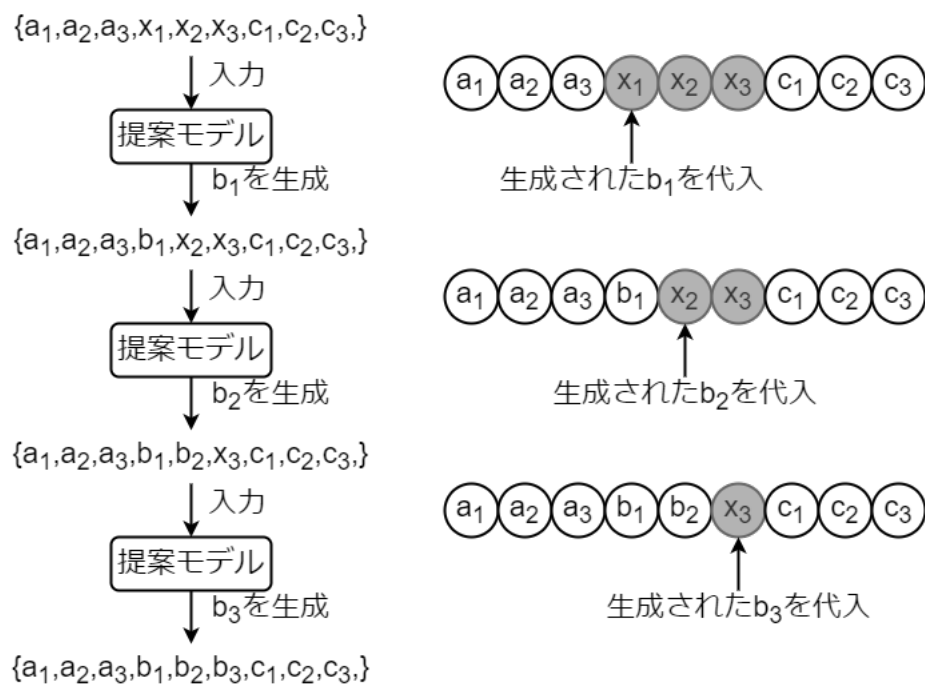 {a₁,a₂,a₃,x₁,x₂,x₃,c₁,c₂,c₃,}
入力
提案モデル
b₁を生成
{a₁,a₂,a₃,b₁,x₂,x₃,c₁,c₂,c₃,}
入力
提案モデル
b₂を生成
{a₁,a₂,a₃,b₁,b₂,x₃,c₁,c₂,c₃,}
入力
提案モデル
b₃を生成
{a₁,a₂,a₃,b₁,b₂,b₃,c₁,c₂,c₃,}
a₁ a₂ a₃ x₁ x₂ x₃ c₁ c₂ c₃
生成されたb₁を代入
a₁ a₂ a₃ b₁ x₂ x₃ c₁ c₂ c₃
生成されたb₂を代入
a₁ a₂ a₃ b₁ b₂ x₃ c₁ c₂ c₃
生成されたb₃を代入